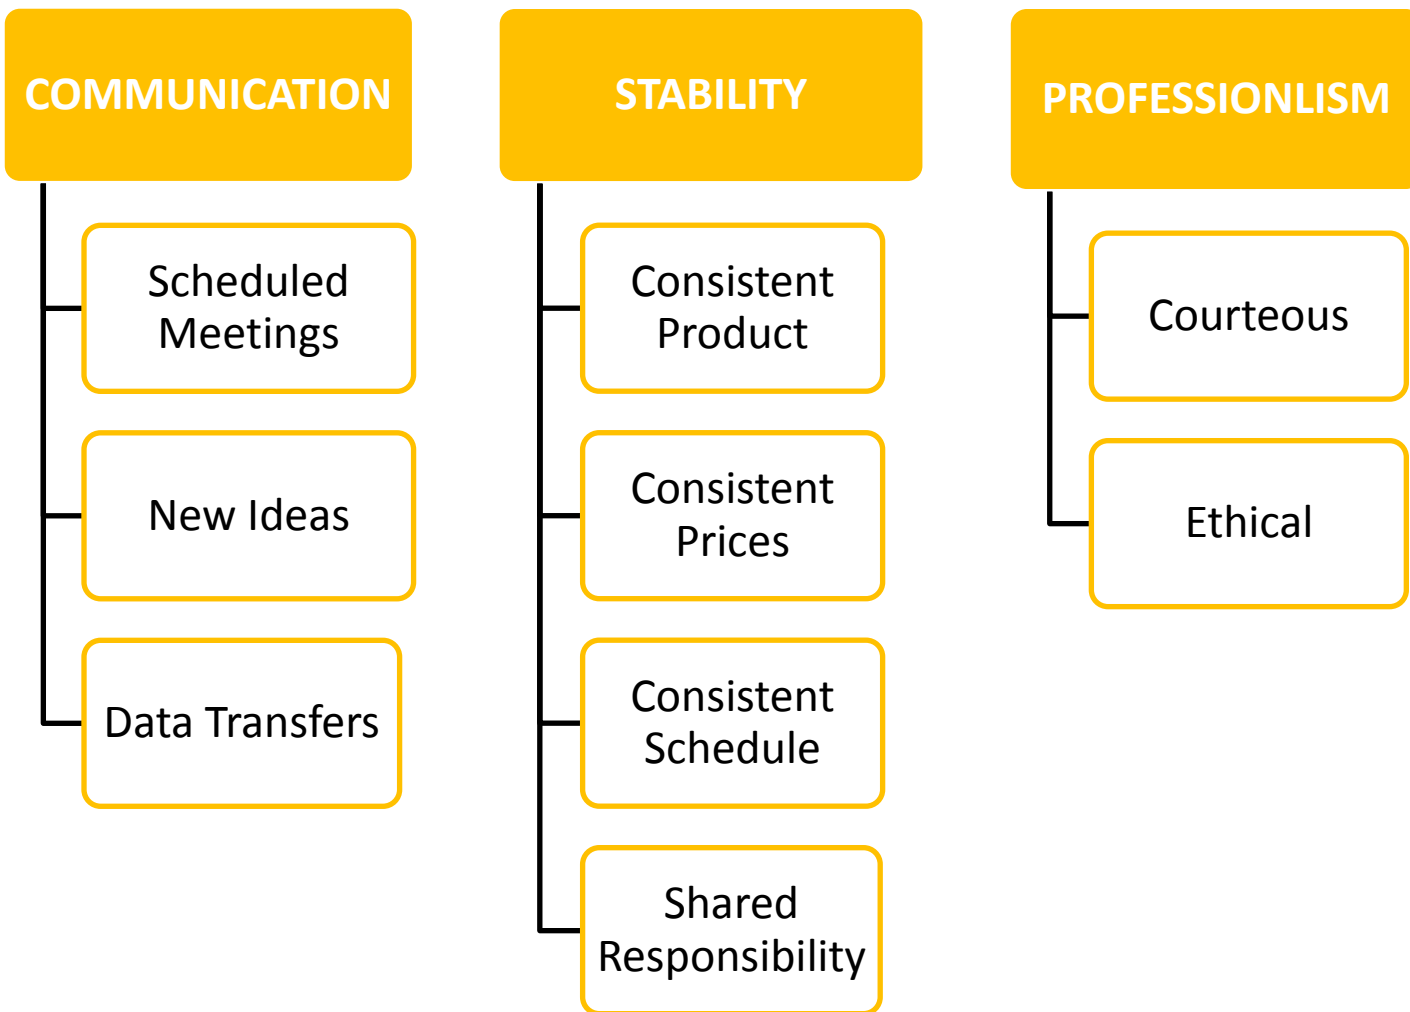 COMMUNICATION
Scheduled
Meetings
New Ideas
Data Transfers
STABILITY
Consistent
Product
Consistent
Prices
Consistent
Schedule
Shared
Responsibility
PROFESSIONLISM
Courteous
Ethical